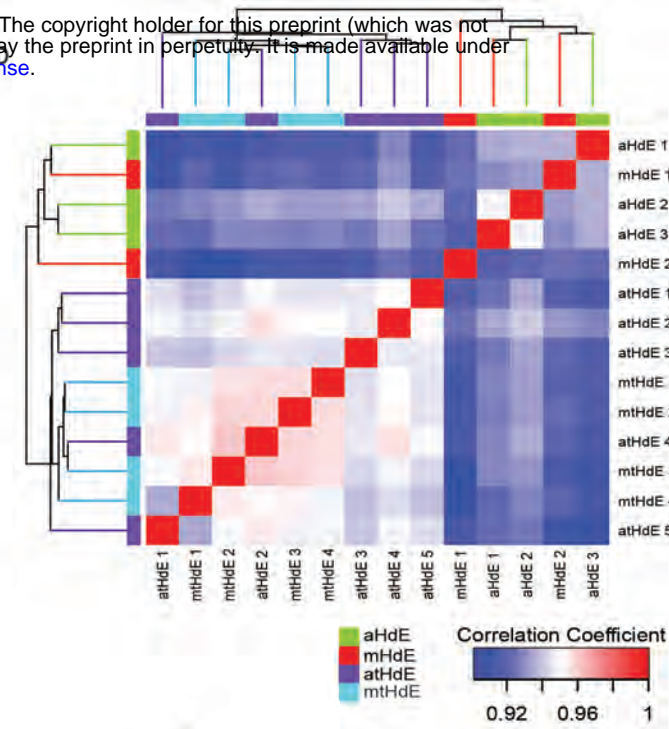 The copyright holder for this preprint (which was not
ay the preprint in perpetuity. It is made available under
nse.
aHdE 1
mHdE 1
aHdE 2
aHdE 3
mHdE 2
atHdE 1
atHdE 2
atHdE 3
mtHdE
mtHdE
atHdE 4
mtHdE
mtHdE
atHdE 5
atHdE 1
mtHdE 1
mtHdE 2
atHdE 2
mtHdE 3
mtHdE 4
atHdE 3
atHdE 4
atHdE 5
mHdE 1
aHdE 1
aHdE 2
mHdE 2
aHdE 3
aHdE
mHdE
atHdE
mtHdE
Correlation Coefficient
0.92 0.96 1